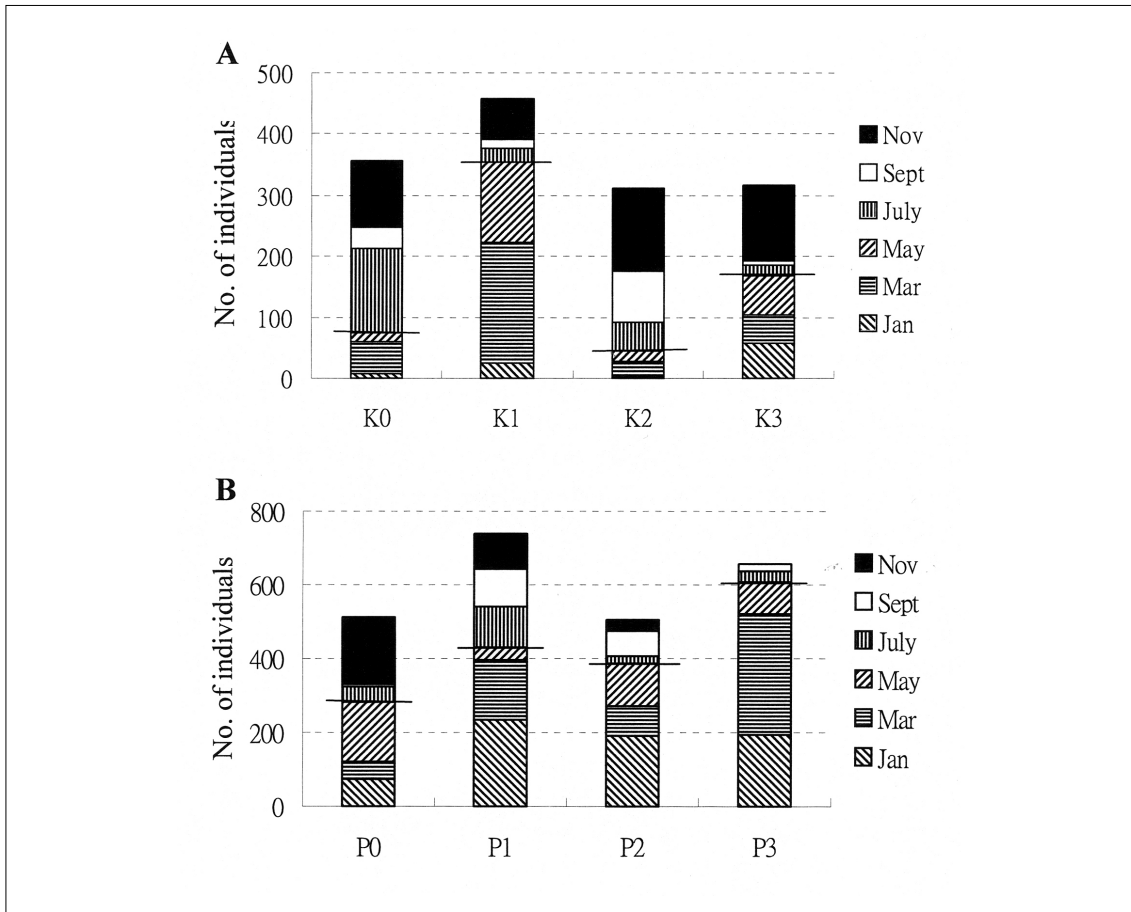 A
No. of individuals
500
400
300
200
100
0
K0 K1 K2 K3
Nov
Sept
July
May
Mar
Jan
B
No. of individuals
800
600
400
200
0
P0 P1 P2 P3
Nov
Sept
July
May
Mar
Jan